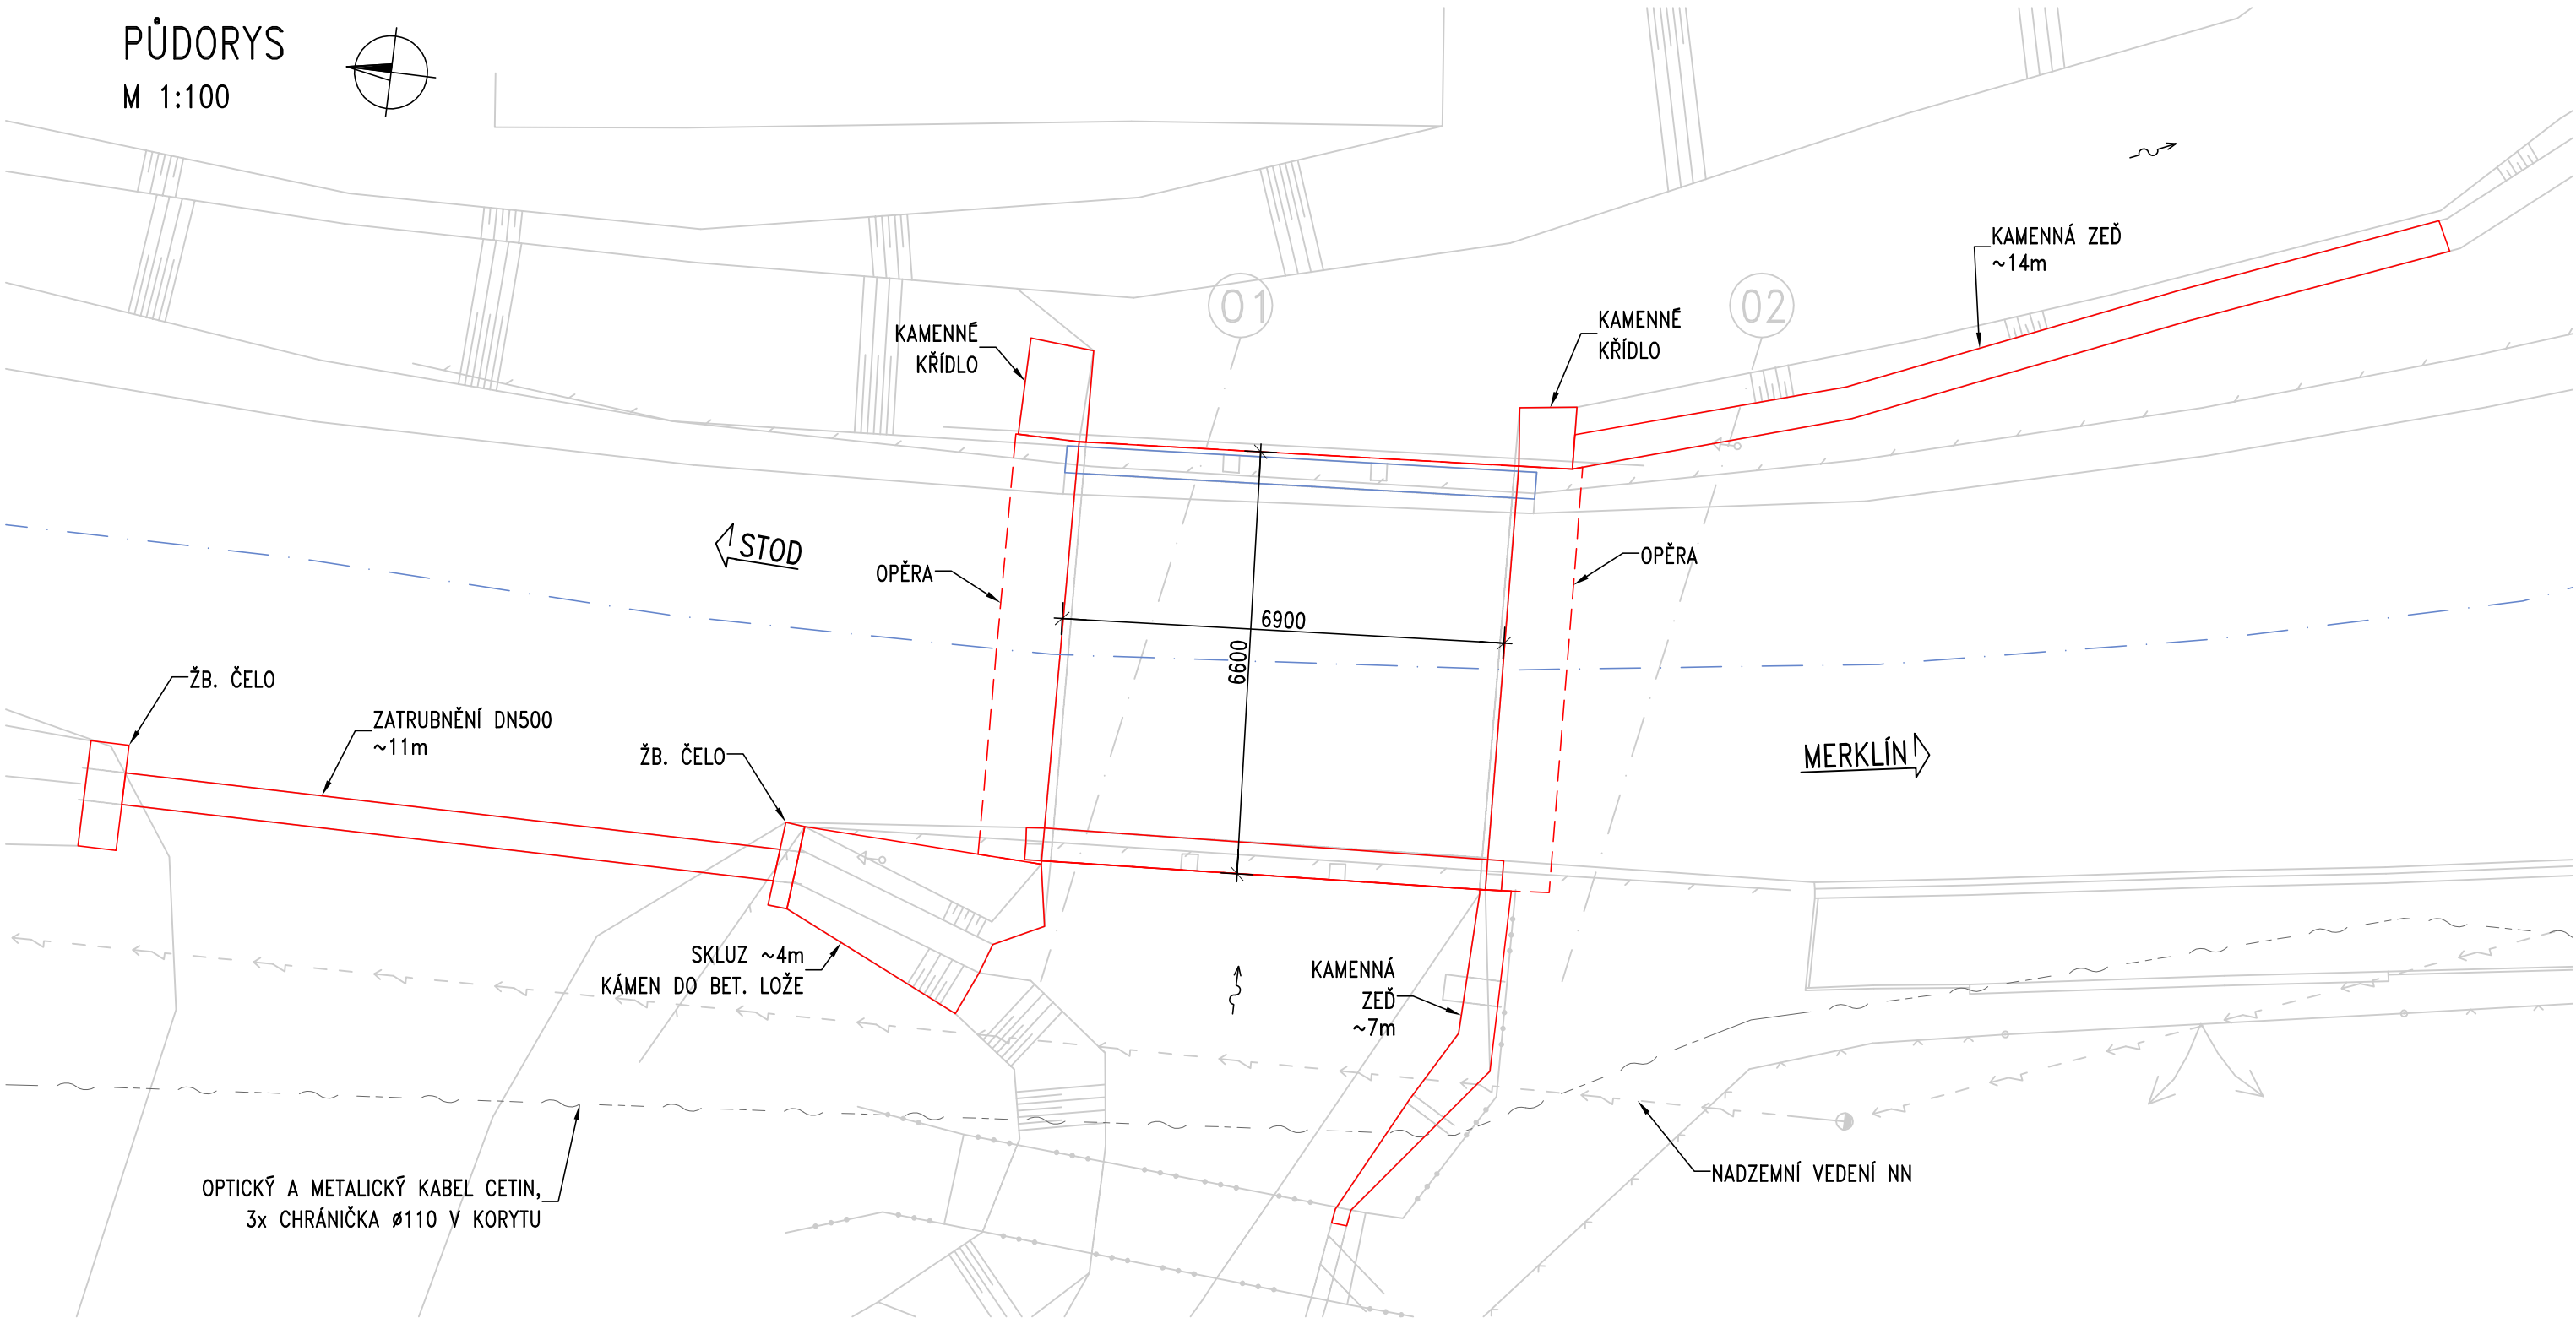 PŮDORYS
M 1:100
KAMENNÁ ZEĎ
~14m
01
02
KAMENNÉ
KŘÍDLO
KAMENNÉ
KŘÍDLO
STOD
OPĚRA
OPĚRA
6900
6600
ŽB. ČELO
ZATRUBNĚNÍ DN500
~11m
ŽB. ČELO
MERKLÍN
SKLUZ ~4m
KÁMEN DO BET. LOŽE
KAMENNÁ
ZEĎ
~7m
OPTICKÝ A METALICKÝ KABEL CETIN,
3x CHRÁNIČKA ø110 V KORYTU
NADZEMNÍ VEDENÍ NN